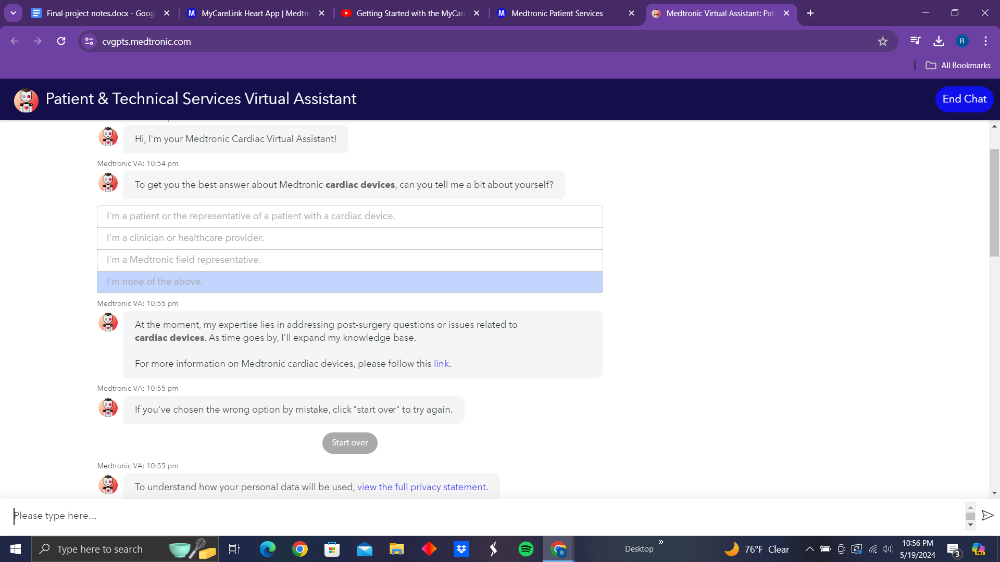 Final project notes.docx - Goog
MyCareLink Heart App | Medtro
Getting Started with the MyCare
Medtronic Patient Services
Medtronic Virtual Assistant: Pati
cvgpts.medtronic.com
R
All Bookmarks
Patient & Technical Services Virtual Assistant
End Chat
Hi, I'm your Medtronic Cardiac Virtual Assistant!
Medtronic VA: 10:54 pm
To get you the best answer about Medtronic cardiac devices, can you tell me a bit about yourself?
I'm a patient or the representative of a patient with a cardiac device.
I'm a clinician or healthcare provider.
I'm a Medtronic field representative.
I'm none of the above.
Medtronic VA: 10:55 pm
At the moment, my expertise lies in addressing post-surgery questions or issues related to
cardiac devices. As time goes by, I'll expand my knowledge base.
For more information on Medtronic cardiac devices, please follow this link.
Medtronic VA: 10:55 pm
If you've chosen the wrong option by mistake, click "start over" to try again.
Start over
Medtronic VA: 10:55 pm
To understand how your personal data will be used, view the full privacy statement.
Please type here...
Type here to search
Desktop
76°F Clear
10:56 PM
5/19/2024
3
PRE